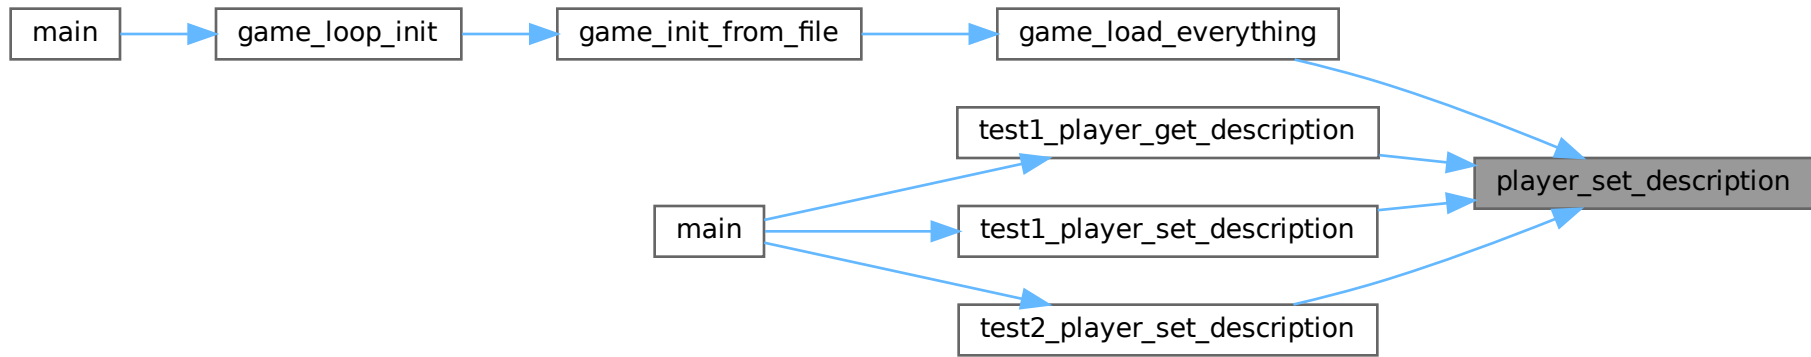 main
game_loop_init
game_init_from_file
game_load_everything
test1_player_get_description
player_set_description
main
test1_player_set_description
test2_player_set_description